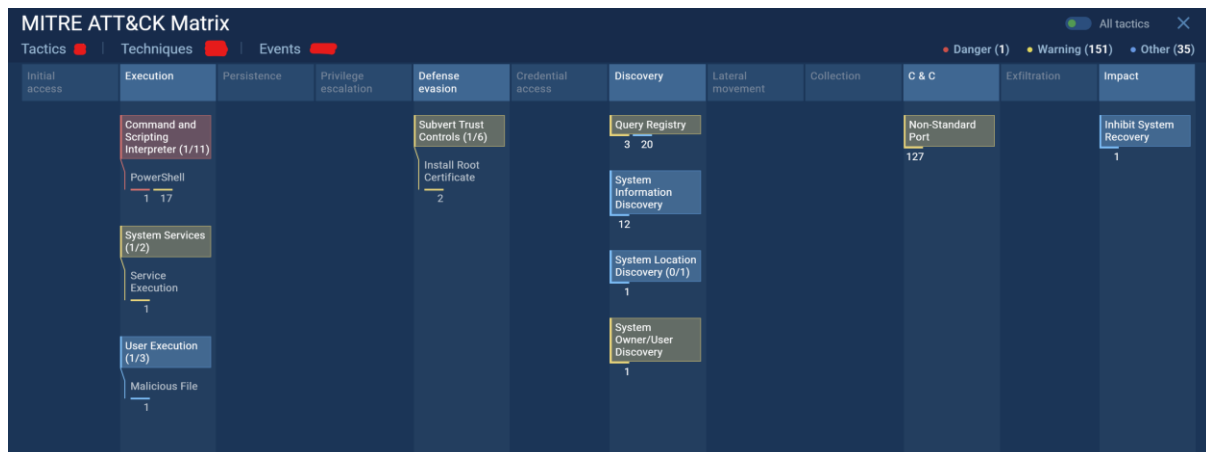 MITRE ATT&CK Matrix
All tactics
Tactics
Techniques
Events
Danger (1)
Warning (151)
Other (35)
Initial
access
Execution
Persistence
Privilege
escalation
Defense
evasion
Credential
access
Discovery
Lateral
movement
Collection
C & C
Exfiltration
Impact
Command and
Scripting
Interpreter (1/11)
PowerShell
1 17
System Services
(1/2)
Service
Execution
1
User Execution
(1/3)
Malicious File
1
Subvert Trust
Controls (1/6)
Install Root
Certificate
2
Query Registry
3 20
System
Information
Discovery
12
System Location
Discovery (0/1)
1
System
Owner/User
Discovery
1
Non-Standard
Port
127
Inhibit System
Recovery
1